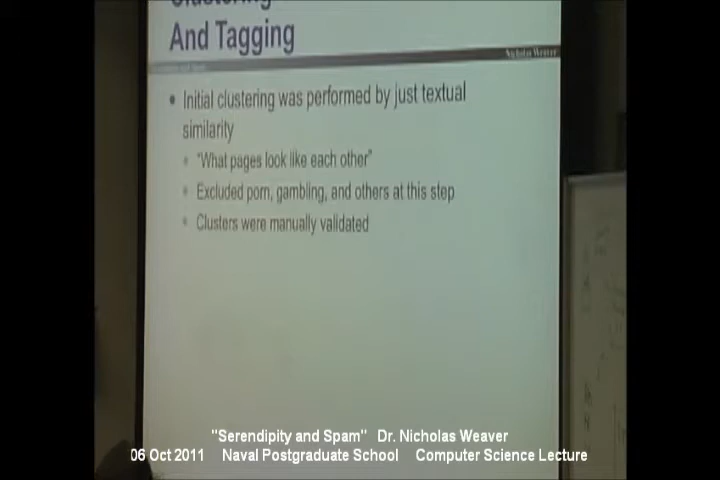 Clustering
And Tagging
Nicholas Weaver
• Initial clustering was performed by just textual
similarity
• "What pages look like each other"
• Excluded porn, gambling, and others at this step
• Clusters were manually validated
"Serendipity and Spam" Dr. Nicholas Weaver
06 Oct 2011 Naval Postgraduate School Computer Science Lecture